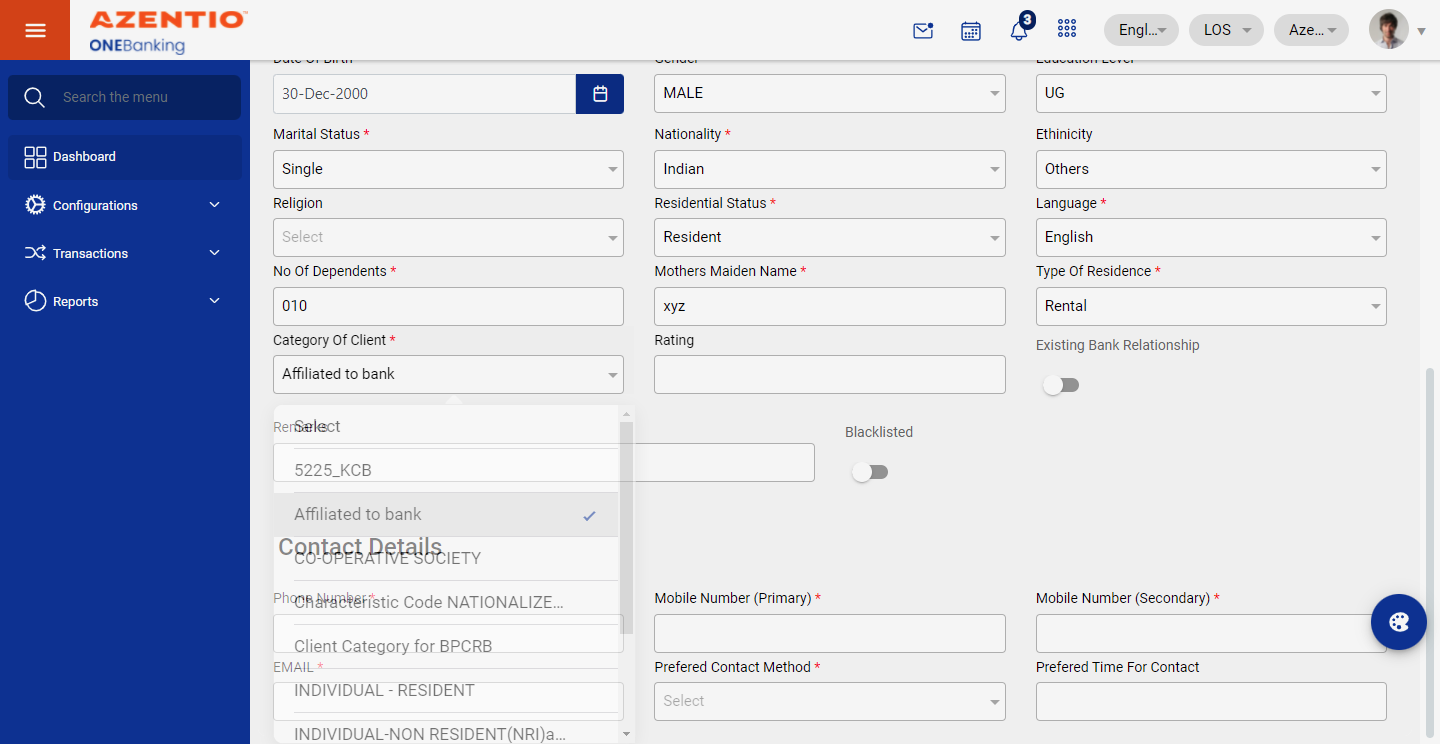 AZENTIO™
ONEBanking
3
Engl...
LOS
Aze...
Search the menu
Dashboard
Configurations
Transactions
Reports
Date Of Birth
Gender
Education Level
30-Dec-2000
MALE
UG
Marital Status *
Nationality *
Ethinicity
Single
Indian
Others
Religion
Residential Status *
Language *
Select
Resident
English
No Of Dependents *
Mothers Maiden Name *
Type Of Residence *
010
xyz
Rental
Category Of Client *
Rating
Existing Bank Relationship
Affiliated to bank
Remarks
Select
Blacklisted
5225_KCB
Affiliated to bank
Contact Details
CO-OPERATIVE SOCIETY
Phone Number *
Mobile Number (Primary) *
Mobile Number (Secondary) *
Characteristic Code NATIONALIZE...
Client Category for BPCRB
EMAIL *
Prefered Contact Method *
Prefered Time For Contact
INDIVIDUAL - RESIDENT
Select
INDIVIDUAL-NON RESIDENT(NRI)a...